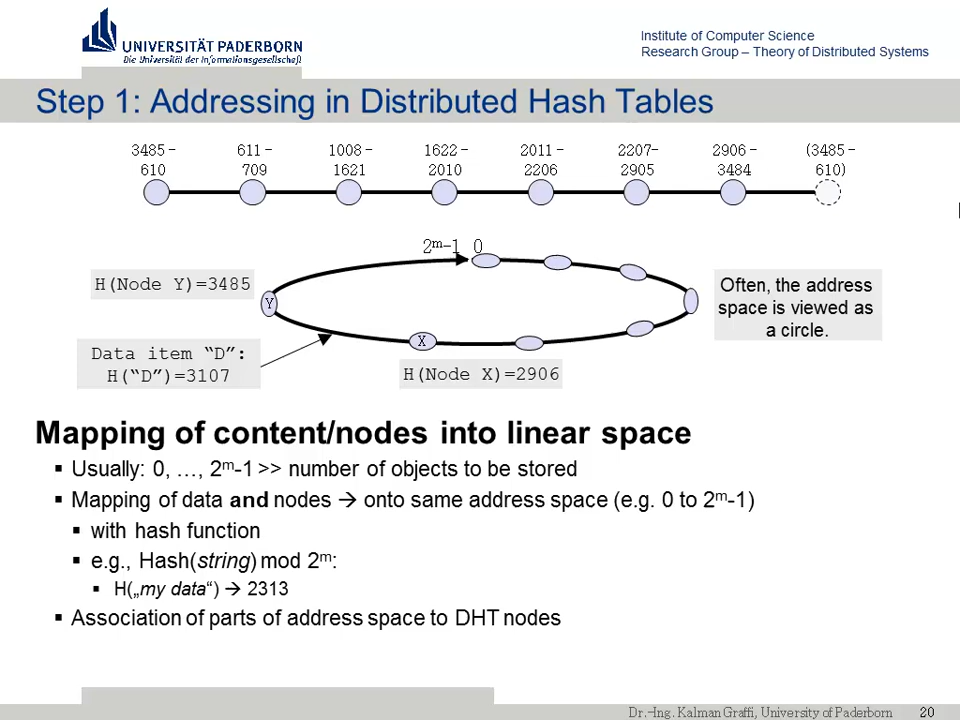 UNIVERSITÄT PADERBORN
Die Universität der Informationsgesellschaft
Institute of Computer Science
Research Group – Theory of Distributed Systems
Step 1: Addressing in Distributed Hash Tables
3485 - 611 - 1008 - 1622 - 2011 - 2207- 2906 - (3485 -
610 709 1621 2010 2206 2905 3484 610)
2ᵐ-1 0
H(Node Y)=3485
Y
Often, the address
space is viewed as
a circle.
X
Data item “D”:
H(“D”)=3107
H(Node X)=2906
Mapping of content/nodes into linear space
▪ Usually: 0, …, 2ᵐ-1 >> number of objects to be stored
▪ Mapping of data and nodes → onto same address space (e.g. 0 to 2ᵐ-1)
▪ with hash function
▪ e.g., Hash(string) mod 2ᵐ:
▪ H(„my data“) → 2313
▪ Association of parts of address space to DHT nodes
Dr.-Ing. Kalman Graffi, University of Paderborn 20